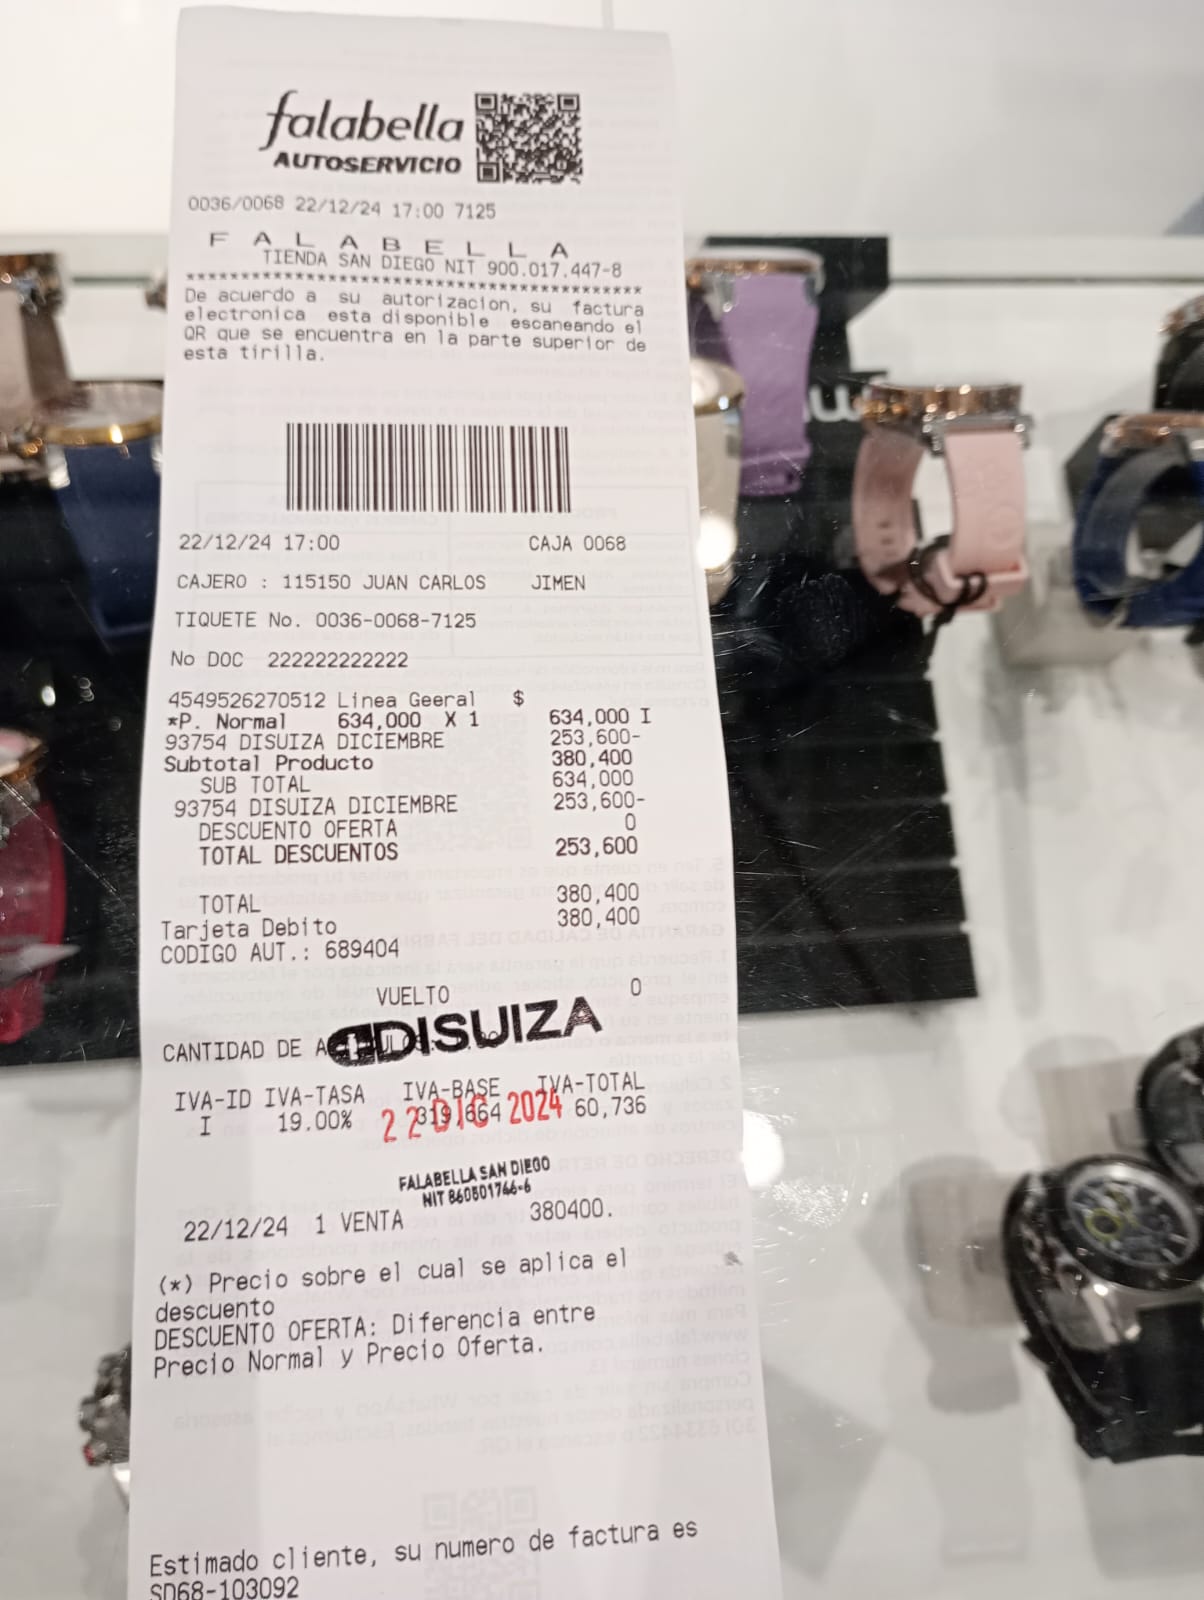 falabella
AUTOSERVICIO
0036/0068 22/12/24 17:00 7125
F A L A B E L L A
TIENDA SAN DIEGO NIT 900.017.447-8
******************************************
De acuerdo a su autorizacion, su factura
electronica esta disponible escaneando el
QR que se encuentra en la parte superior de
esta tirilla.
22/12/24 17:00 CAJA 0068
CAJERO : 115150 JUAN CARLOS JIMEN
TIQUETE No. 0036-0068-7125
No DOC 222222222222
4549526270512 Linea Geeral $
*P. Normal 634,000 X 1 634,000 I
93754 DISUIZA DICIEMBRE 253,600-
Subtotal Producto 380,400
SUB TOTAL 634,000
93754 DISUIZA DICIEMBRE 253,600-
DESCUENTO OFERTA 0
TOTAL DESCUENTOS 253,600
TOTAL 380,400
Tarjeta Debito 380,400
CODIGO AUT.: 689404
VUELTO 0
DISUIZA
CANTIDAD DE
IVA-ID IVA-TASA IVA-BASE IVA-TOTAL
I 19.00% 319,664 60,736
22 DIC 2024
FALABELLA SAN DIEGO
NIT 860501766-6
22/12/24 1 VENTA 380400.
(*) Precio sobre el cual se aplica el
descuento
DESCUENTO OFERTA: Diferencia entre
Precio Normal y Precio Oferta.
Estimado cliente, su numero de factura es
SD68-103092